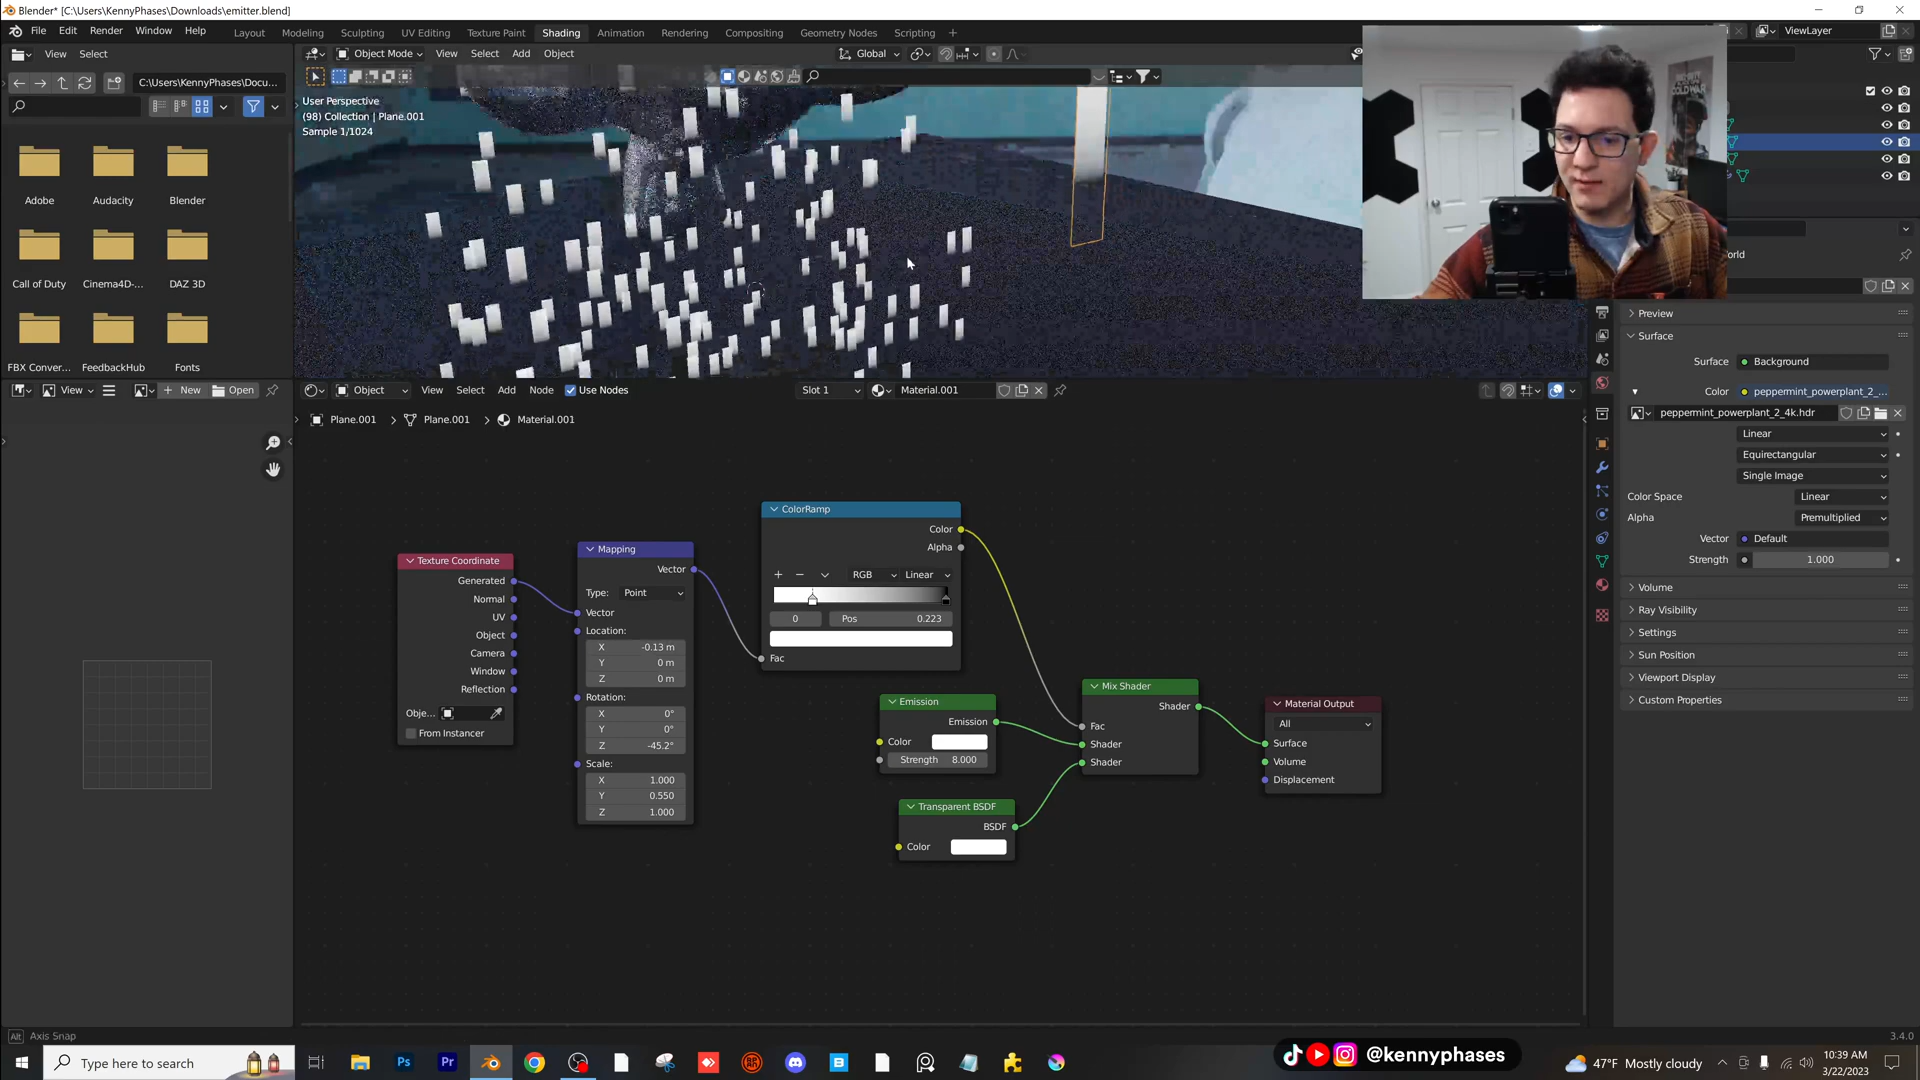 Blender* [C:\Users\KennyPhases\Downloads\emitter.blend]
File Edit Render Window Help
Layout Modeling Sculpting UV Editing Texture Paint Shading Animation Rendering Compositing Geometry Nodes Scripting
ViewLayer
View Select
Object Mode View Select Add Object
Global
C:\Users\KennyPhases\Docu...
User Perspective
(98) Collection | Plane.001
Sample 1/1024
Adobe Audacity Blender
Call of Duty Cinema4D-... DAZ 3D
FBX Conver... FeedbackHub Fonts
View New Open
Object View Select Add Node Use Nodes Slot 1 Material.001
Plane.001 Plane.001 Material.001
ColorRamp
Color
Alpha
RGB Linear
0 Pos 0.223
Fac
Texture Coordinate
Generated
Normal
UV
Object
Camera
Window
Reflection
Obje...
From Instancer
Mapping
Vector
Type: Point
Vector
Location:
X -0.13 m
Y 0 m
Z 0 m
Rotation:
X 0°
Y 0°
Z -45.2°
Scale:
X 1.000
Y 0.550
Z 1.000
Emission
Emission
Color
Strength 8.000
Transparent BSDF
BSDF
Color
Mix Shader
Shader
Fac
Shader
Shader
Material Output
All
Surface
Volume
Displacement
Preview
Surface
Surface Background
Color peppermint_powerplant_2_...
peppermint_powerplant_2_4k.hdr
Linear
Equirectangular
Single Image
Color Space Linear
Alpha Premultiplied
Vector Default
Strength 1.000
Volume
Ray Visibility
Settings
Sun Position
Viewport Display
Custom Properties
Alt Axis Snap
3.4.0
@kennyphases
Type here to search
47°F Mostly cloudy
10:39 AM
3/22/2023